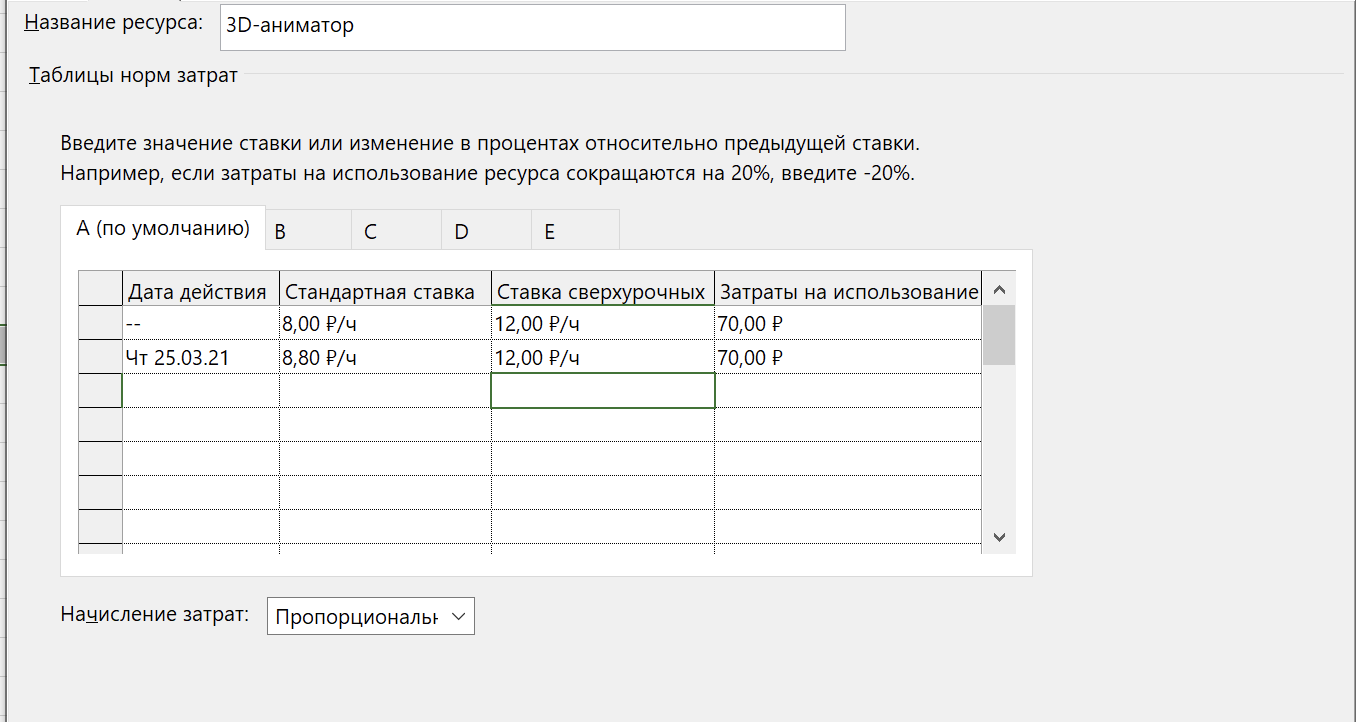 Название ресурса: 3D-аниматор
Таблицы норм затрат
Введите значение ставки или изменение в процентах относительно предыдущей ставки.
Например, если затраты на использование ресурса сокращаются на 20%, введите -20%.
A (по умолчанию) B C D E
Дата действия Стандартная ставка Ставка сверхурочных Затраты на использование
-- 8,00 ₽/ч 12,00 ₽/ч 70,00 ₽
Чт 25.03.21 8,80 ₽/ч 12,00 ₽/ч 70,00 ₽
Начисление затрат: Пропорциональн